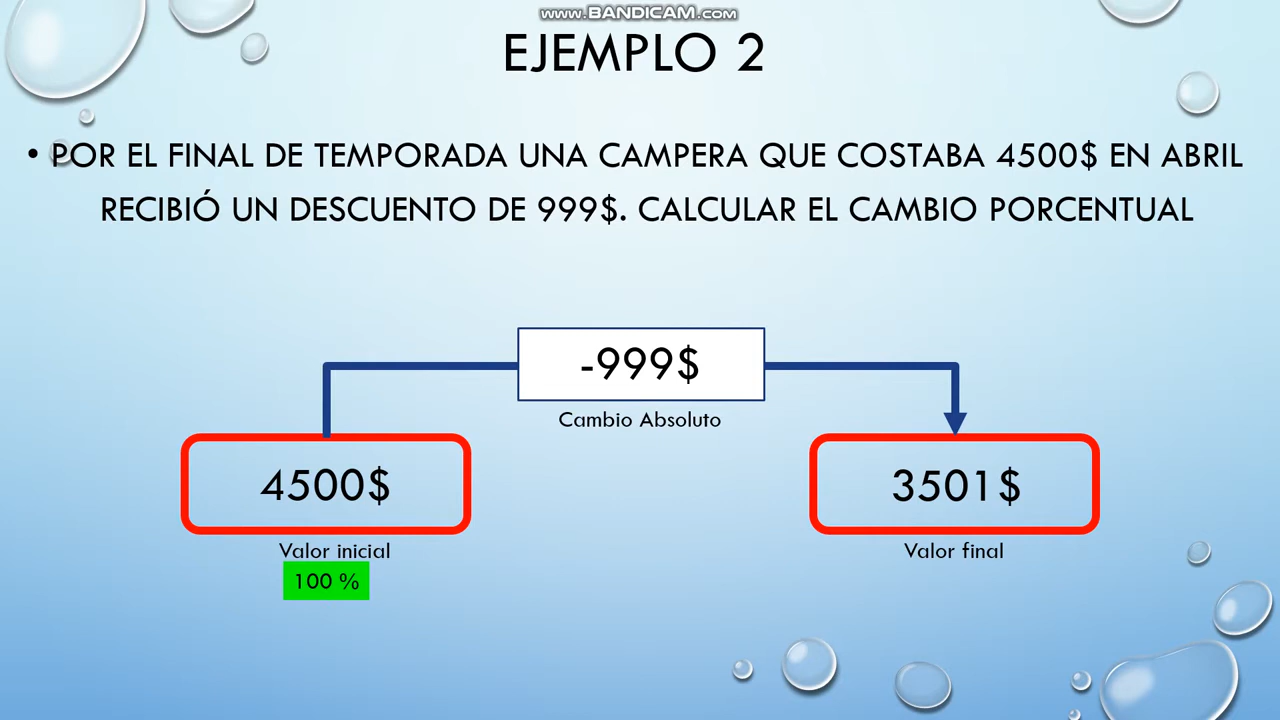 www.BANDICAM.com
EJEMPLO 2
• POR EL FINAL DE TEMPORADA UNA CAMPERA QUE COSTABA 4500$ EN ABRIL
RECIBIÓ UN DESCUENTO DE 999$. CALCULAR EL CAMBIO PORCENTUAL
-999$
Cambio Absoluto
4500$
3501$
Valor inicial
Valor final
100 %